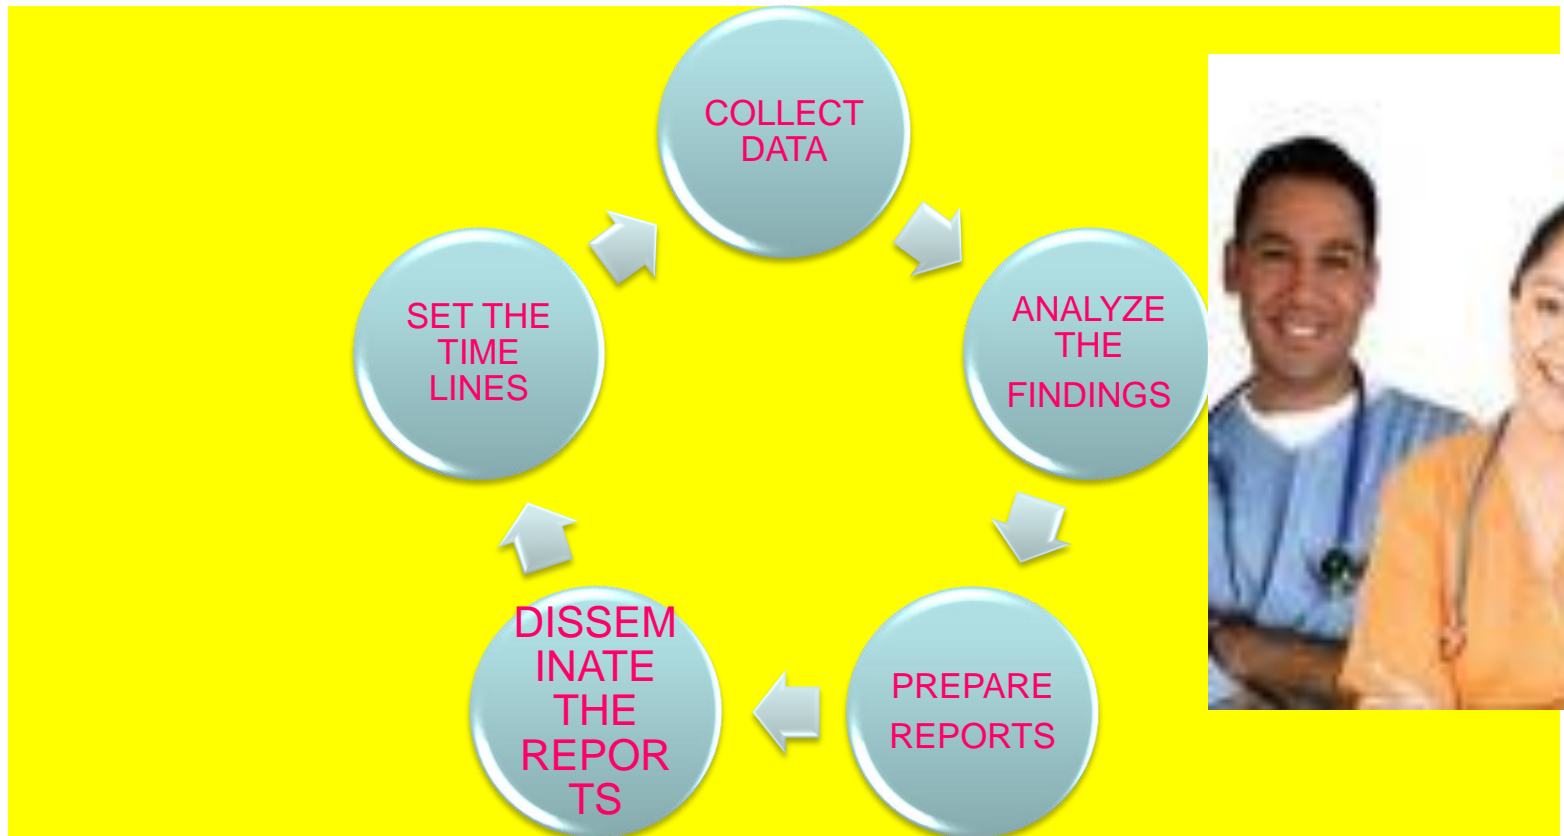 COLLECT
DATA
ANALYZE
THE
FINDINGS
PREPARE
REPORTS
DISSEM
INATE
THE
REPOR
TS
SET THE
TIME
LINES